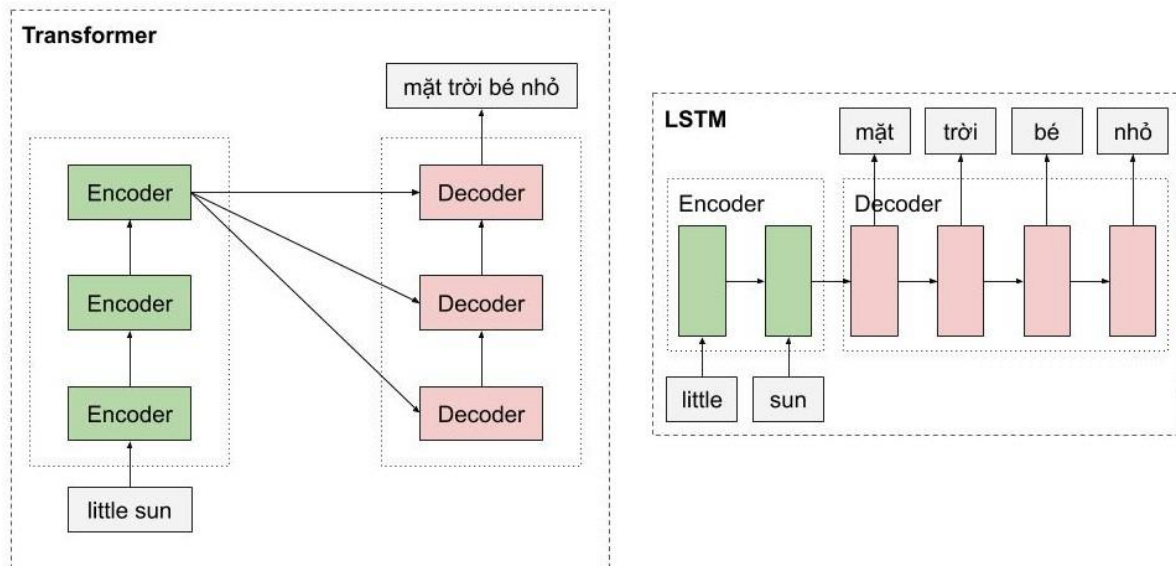 Transformer
mặt trời bé nhỏ
Encoder
Encoder
Encoder
little sun
Decoder
Decoder
Decoder
LSTM
mặt
trời
bé
nhỏ
Encoder
Decoder
little
sun